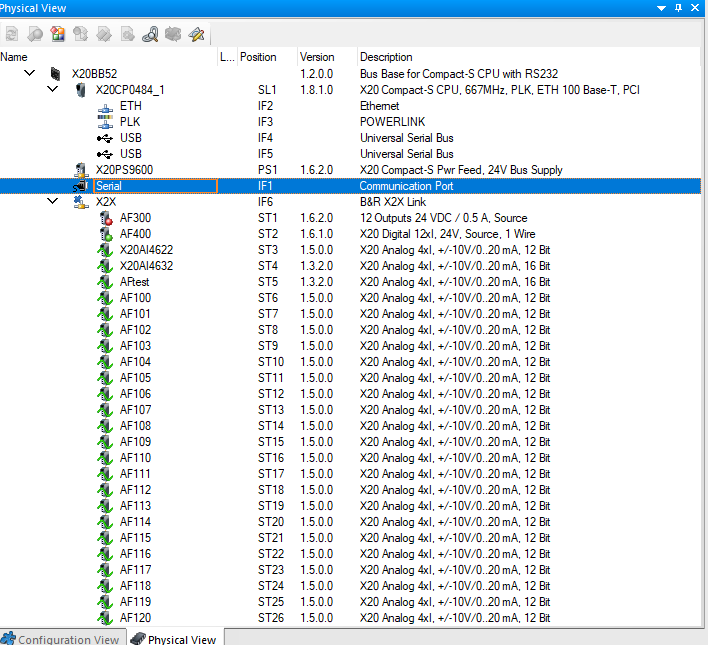 Physical View
Name L... Position Version Description
X20BB52 1.2.0.0 Bus Base for Compact-S CPU with RS232
X20CP0484_1 SL1 1.8.1.0 X20 Compact-S CPU, 667MHz, PLK, ETH 100 Base-T, PCI
ETH IF2 Ethernet
PLK IF3 POWERLINK
USB IF4 Universal Serial Bus
USB IF5 Universal Serial Bus
X20PS9600 PS1 1.6.2.0 X20 Compact-S Pwr Feed, 24V Bus Supply
Serial IF1 Communication Port
X2X IF6 B&R X2X Link
AF300 ST1 1.6.2.0 12 Outputs 24 VDC / 0.5 A, Source
AF400 ST2 1.6.1.0 X20 Digital 12xI, 24V, Source, 1 Wire
X20AI4622 ST3 1.5.0.0 X20 Analog 4xI, +/-10V/0..20 mA, 12 Bit
X20AI4632 ST4 1.3.2.0 X20 Analog 4xI, +/-10V/0..20 mA, 16 Bit
AFtest ST5 1.3.2.0 X20 Analog 4xI, +/-10V/0..20 mA, 16 Bit
AF100 ST6 1.5.0.0 X20 Analog 4xI, +/-10V/0..20 mA, 12 Bit
AF101 ST7 1.5.0.0 X20 Analog 4xI, +/-10V/0..20 mA, 12 Bit
AF102 ST8 1.5.0.0 X20 Analog 4xI, +/-10V/0..20 mA, 12 Bit
AF103 ST9 1.5.0.0 X20 Analog 4xI, +/-10V/0..20 mA, 12 Bit
AF104 ST10 1.5.0.0 X20 Analog 4xI, +/-10V/0..20 mA, 12 Bit
AF105 ST11 1.5.0.0 X20 Analog 4xI, +/-10V/0..20 mA, 12 Bit
AF106 ST12 1.5.0.0 X20 Analog 4xI, +/-10V/0..20 mA, 12 Bit
AF107 ST13 1.5.0.0 X20 Analog 4xI, +/-10V/0..20 mA, 12 Bit
AF108 ST14 1.5.0.0 X20 Analog 4xI, +/-10V/0..20 mA, 12 Bit
AF109 ST15 1.5.0.0 X20 Analog 4xI, +/-10V/0..20 mA, 12 Bit
AF110 ST16 1.5.0.0 X20 Analog 4xI, +/-10V/0..20 mA, 12 Bit
AF111 ST17 1.5.0.0 X20 Analog 4xI, +/-10V/0..20 mA, 12 Bit
AF112 ST18 1.5.0.0 X20 Analog 4xI, +/-10V/0..20 mA, 12 Bit
AF113 ST19 1.5.0.0 X20 Analog 4xI, +/-10V/0..20 mA, 12 Bit
AF114 ST20 1.5.0.0 X20 Analog 4xI, +/-10V/0..20 mA, 12 Bit
AF115 ST21 1.5.0.0 X20 Analog 4xI, +/-10V/0..20 mA, 12 Bit
AF116 ST22 1.5.0.0 X20 Analog 4xI, +/-10V/0..20 mA, 12 Bit
AF117 ST23 1.5.0.0 X20 Analog 4xI, +/-10V/0..20 mA, 12 Bit
AF118 ST24 1.5.0.0 X20 Analog 4xI, +/-10V/0..20 mA, 12 Bit
AF119 ST25 1.5.0.0 X20 Analog 4xI, +/-10V/0..20 mA, 12 Bit
AF120 ST26 1.5.0.0 X20 Analog 4xI, +/-10V/0..20 mA, 12 Bit
Configuration View Physical View